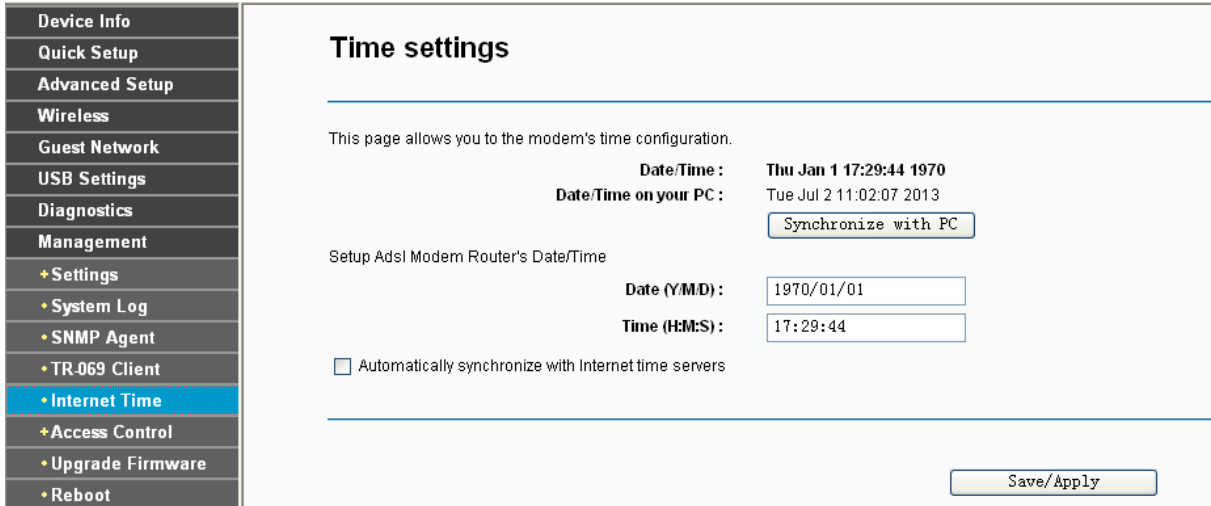 Device Info
Quick Setup
Advanced Setup
Wireless
Guest Network
USB Settings
Diagnostics
Management
+Settings
•System Log
•SNMP Agent
•TR-069 Client
•Internet Time
+Access Control
•Upgrade Firmware
•Reboot
Time settings
This page allows you to the modem's time configuration.
Date/Time : Thu Jan 1 17:29:44 1970
Date/Time on your PC : Tue Jul 2 11:02:07 2013
Synchronize with PC
Setup Adsl Modem Router's Date/Time
Date (Y/M/D) : 1970/01/01
Time (H:M:S) : 17:29:44
Automatically synchronize with Internet time servers
Save/Apply